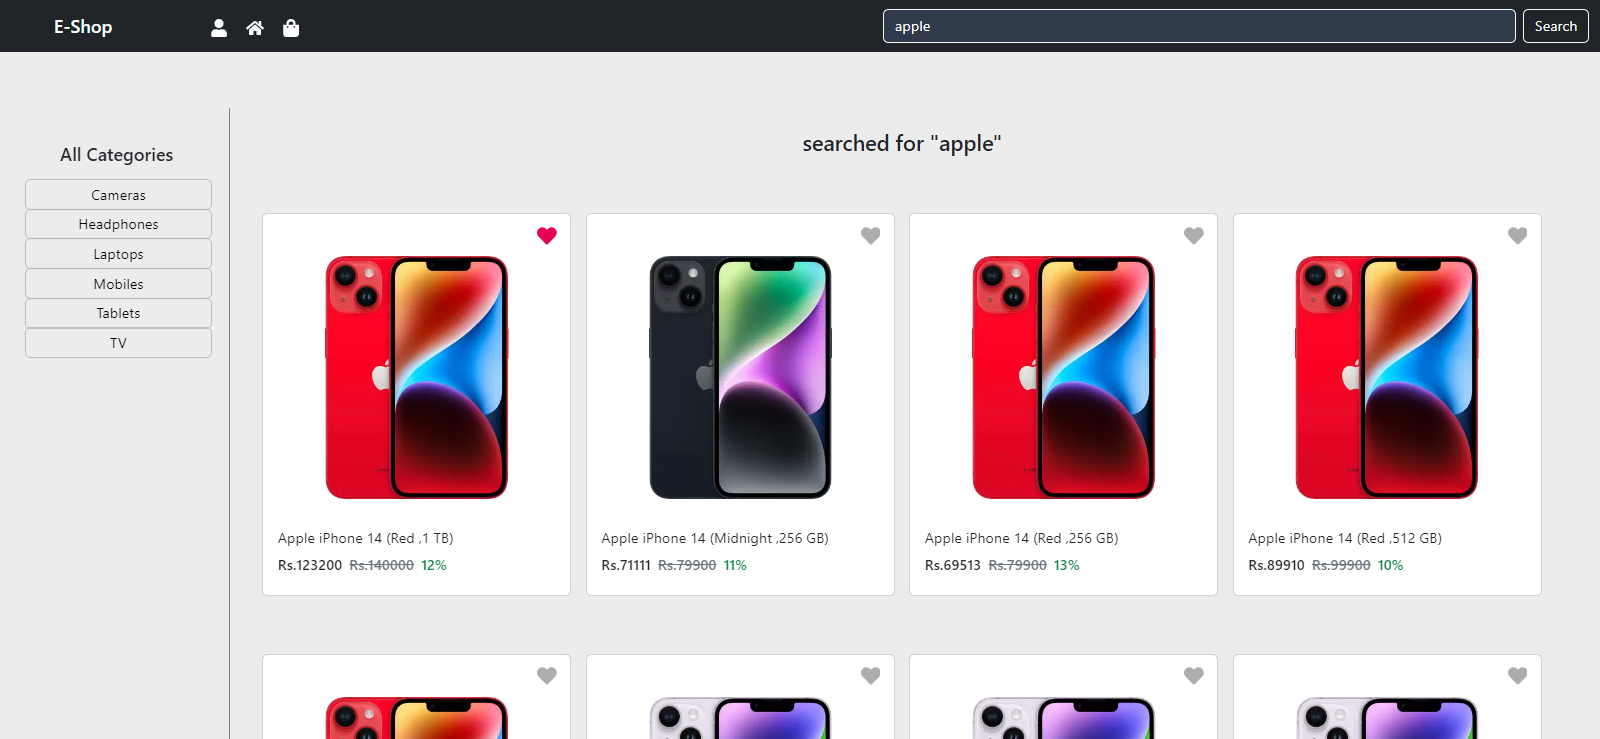 E-Shop
apple
Search
All Categories
Cameras
Headphones
Laptops
Mobiles
Tablets
TV
searched for "apple"
Apple iPhone 14 (Red ,1 TB)
Rs.123200 Rs.140000 12%
Apple iPhone 14 (Midnight ,256 GB)
Rs.71111 Rs.79900 11%
Apple iPhone 14 (Red ,256 GB)
Rs.69513 Rs.79900 13%
Apple iPhone 14 (Red ,512 GB)
Rs.89910 Rs.99900 10%